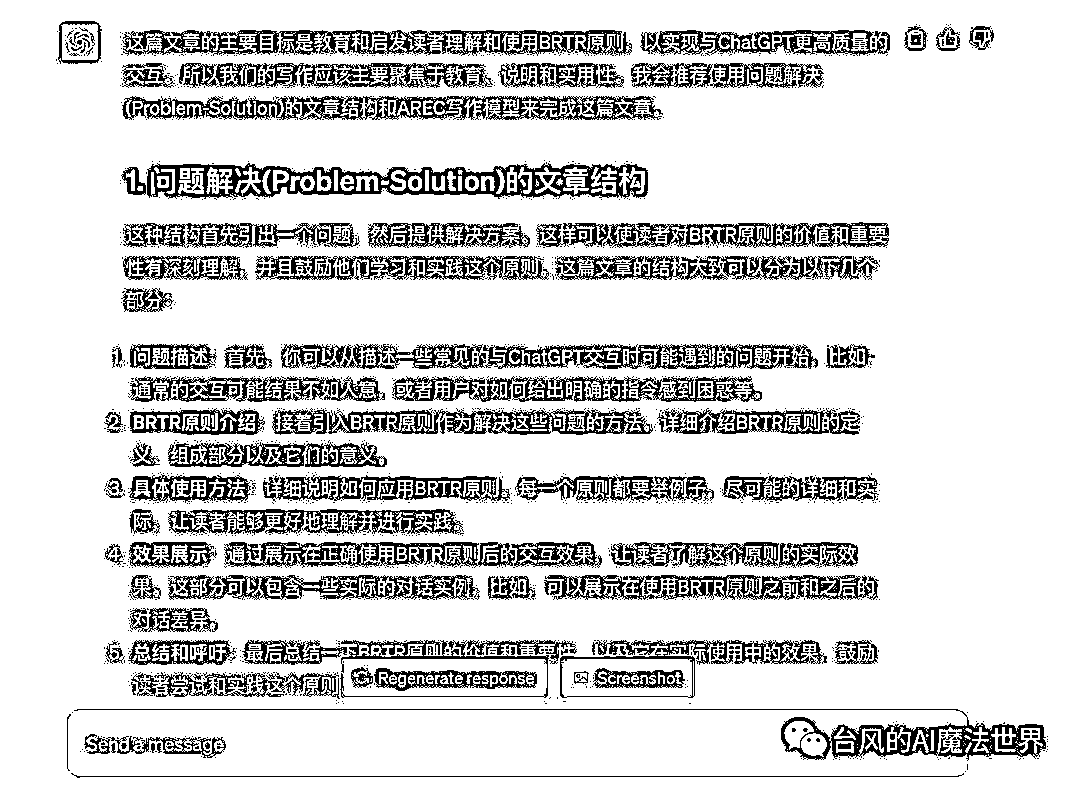 这篇文章的主要目标是教育和启发读者理解和使用BRTR原则，以实现与ChatGPT更高质量的
交互。所以我们的写作应该主要聚焦于教育、说明和实用性。我会推荐使用问题解决
(Problem-Solution)的文章结构和AREC写作模型来完成这篇文章。
1. 问题解决(Problem-Solution)的文章结构
这种结构首先引出一个问题，然后提供解决方案。这样可以使读者对BRTR原则的价值和重要
性有深刻理解，并且鼓励他们学习和实践这个原则。这篇文章的结构大致可以分为以下几个
部分：
1. 问题描述：首先，你可以从描述一些常见的与ChatGPT交互时可能遇到的问题开始，比如
通常的交互可能结果不如人意，或者用户对如何给出明确的指令感到困惑等。
2. BRTR原则介绍：接着引入BRTR原则作为解决这些问题的方法。详细介绍BRTR原则的定
义、组成部分以及它们的意义。
3. 具体使用方法：详细说明如何应用BRTR原则。每一个原则都要举例子，尽可能的详细和实
际，让读者能够更好地理解并进行实践。
4. 效果展示：通过展示在正确使用BRTR原则后的交互效果，让读者了解这个原则的实际效
果。这部分可以包含一些实际的对话实例，比如，可以展示在使用BRTR原则之前和之后的
对话差异。
5. 总结和呼吁：最后总结一下BRTR原则的价值和重要性，以及它在实际使用中的效果，鼓励
读者尝试和实践这个原则
Regenerate response
Screenshot
Send a message
台风的AI魔法世界